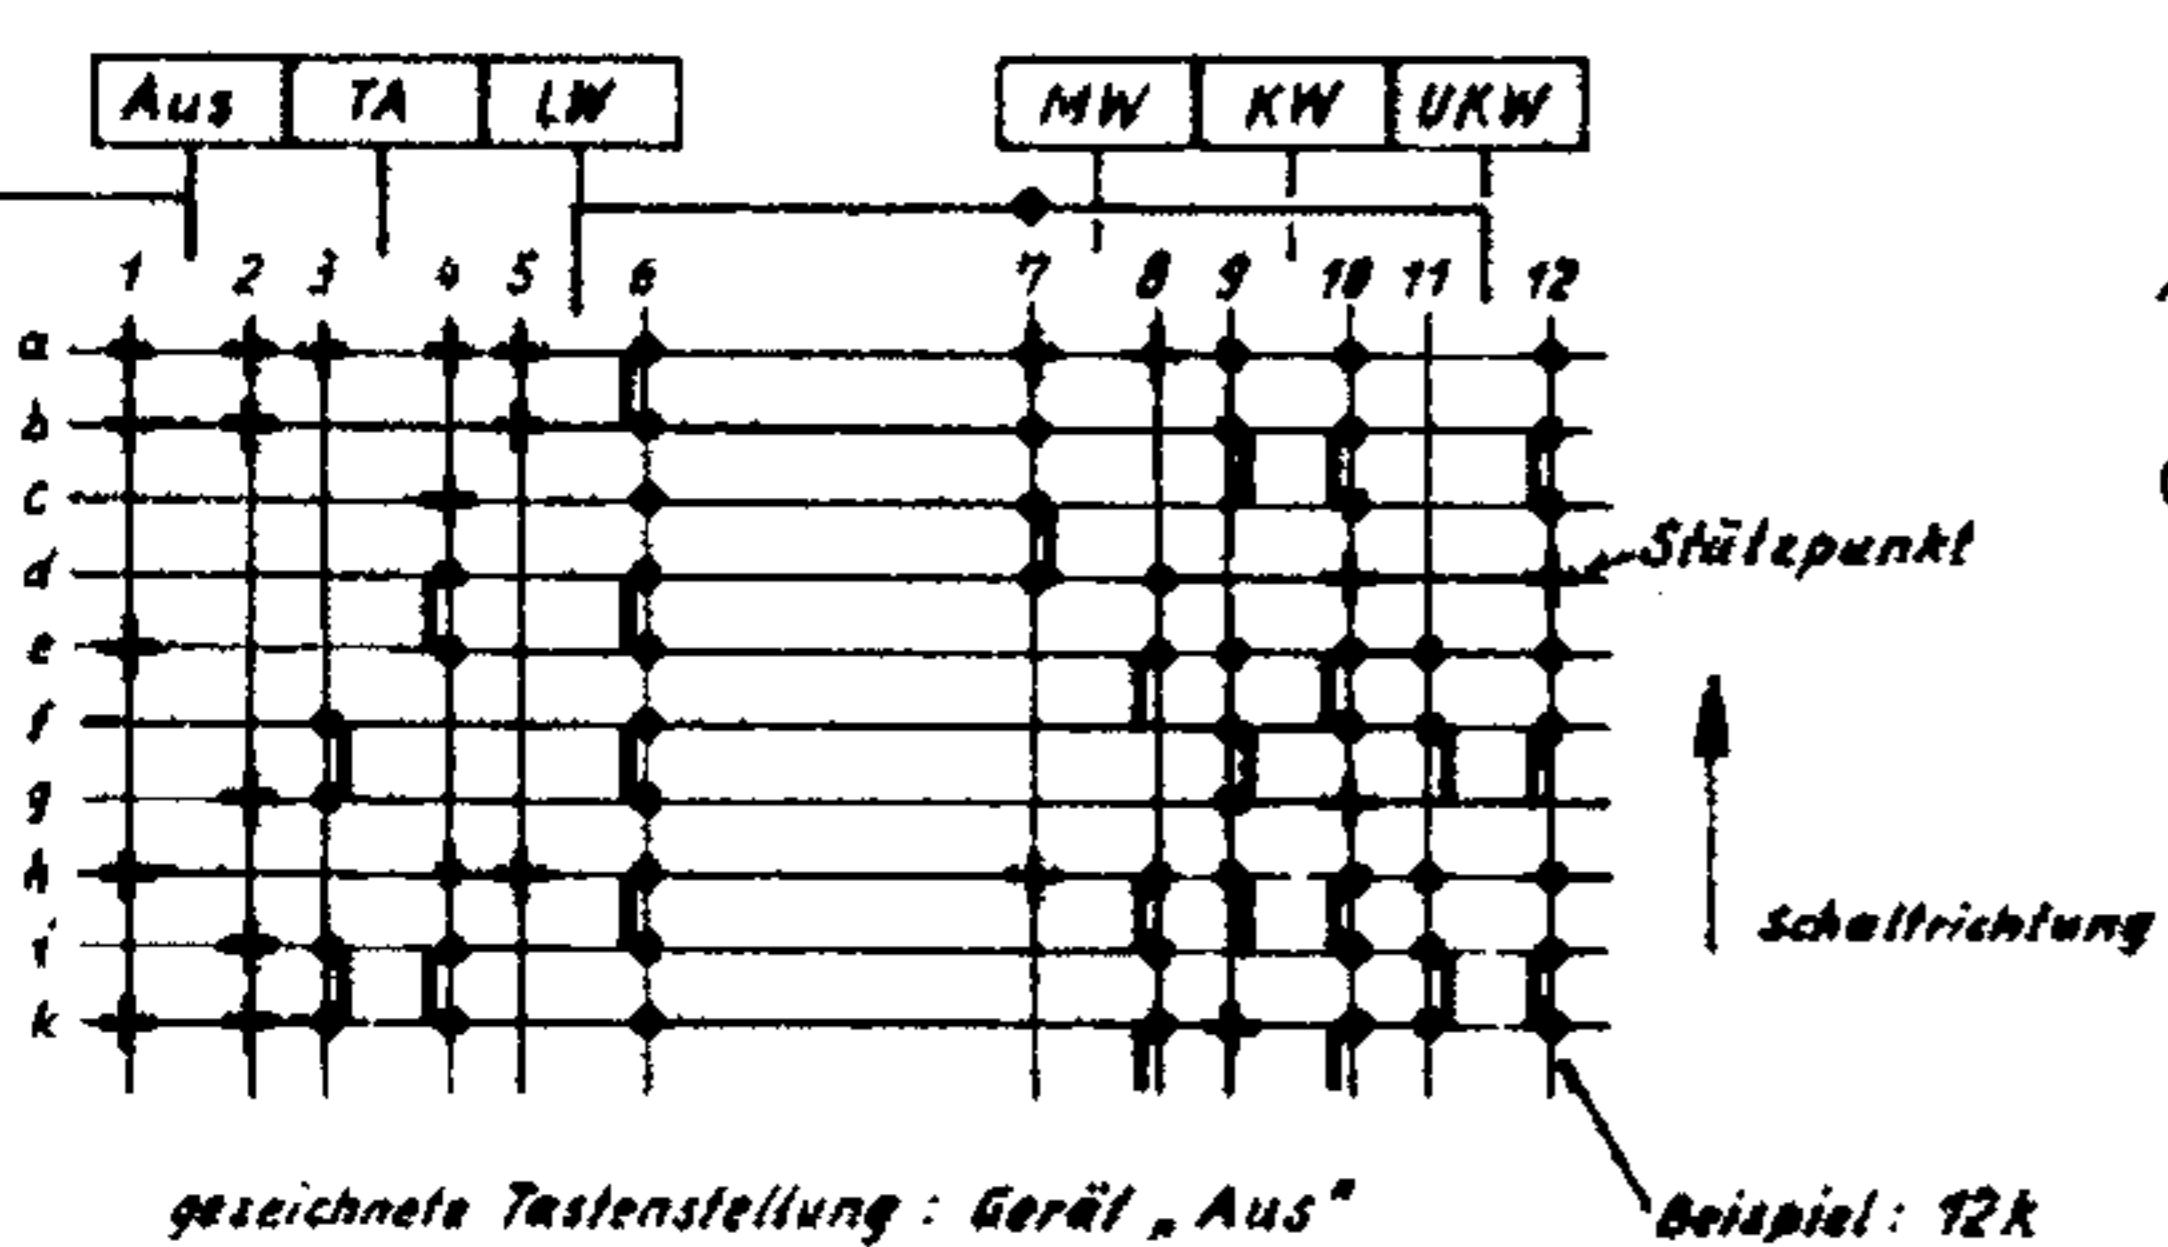 Aus TA LW MW KW UKW
1 2 3 4 5 6 7 8 9 10 11 12
a
b
c
d
Stützpunkt
e
f
g
h
i
Schaltrichtung
k
gezeichnete Tastenstellung: Gerät „Aus"
Beispiel: 12k